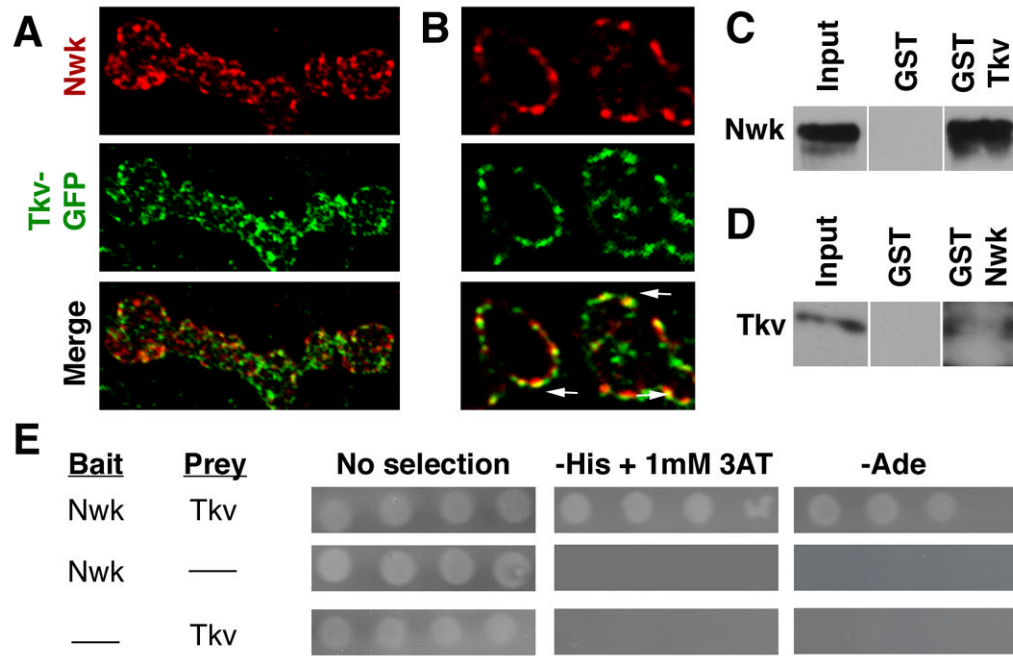 A
Nwk
Tkv-
GFP
Merge
B
C
Input
GST
GST
Tkv
Nwk
D
Input
GST
GST
Nwk
Tkv
E
Bait Prey No selection -His + 1mM 3AT -Ade
Nwk Tkv
Nwk —
— Tkv